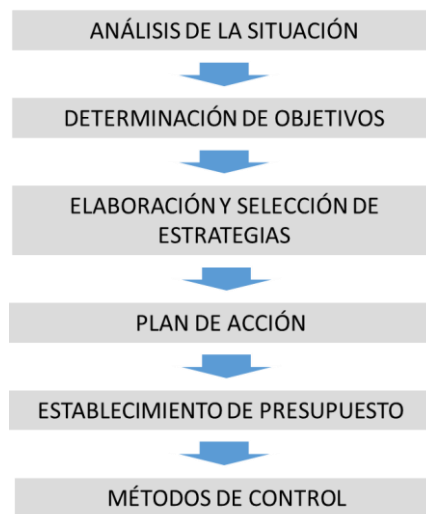 ANÁLISIS DE LA SITUACIÓN
DETERMINACIÓN DE OBJETIVOS
ELABORACIÓN Y SELECCIÓN DE
ESTRATEGIAS
PLAN DE ACCIÓN
ESTABLECIMIENTO DE PRESUPUESTO
MÉTODOS DE CONTROL